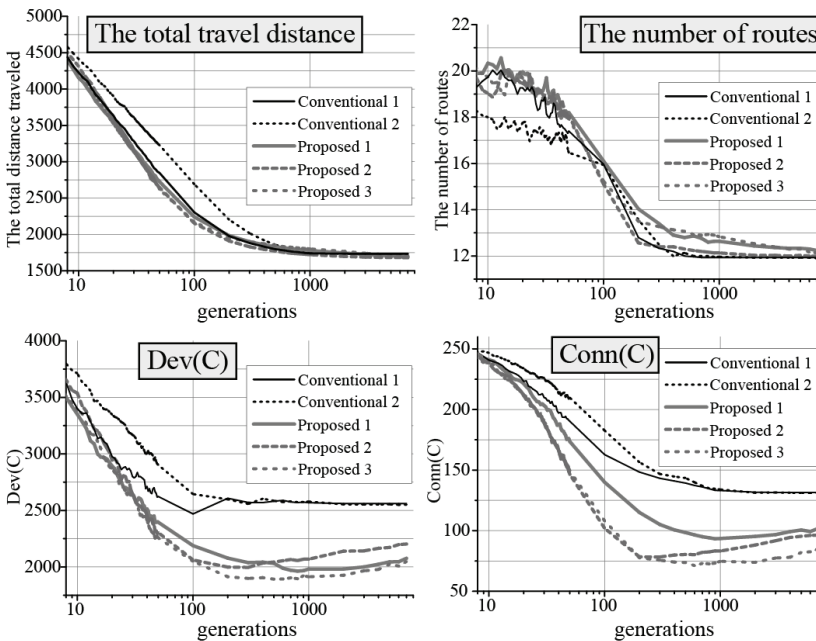 The total travel distance
The total distance traveled
5000
4500
4000
3500
3000
2500
2000
1500
10
100
1000
generations
Conventional 1
Conventional 2
Proposed 1
Proposed 2
Proposed 3
The number of routes
The number of routes
22
20
18
16
14
12
10
100
1000
generations
Conventional 1
Conventional 2
Proposed 1
Proposed 2
Proposed 3
Dev(C)
Dev(C)
4000
3500
3000
2500
2000
10
100
1000
generations
Conventional 1
Conventional 2
Proposed 1
Proposed 2
Proposed 3
Conn(C)
Conn(C)
250
200
150
100
50
10
100
1000
generations
Conventional 1
Conventional 2
Proposed 1
Proposed 2
Proposed 3